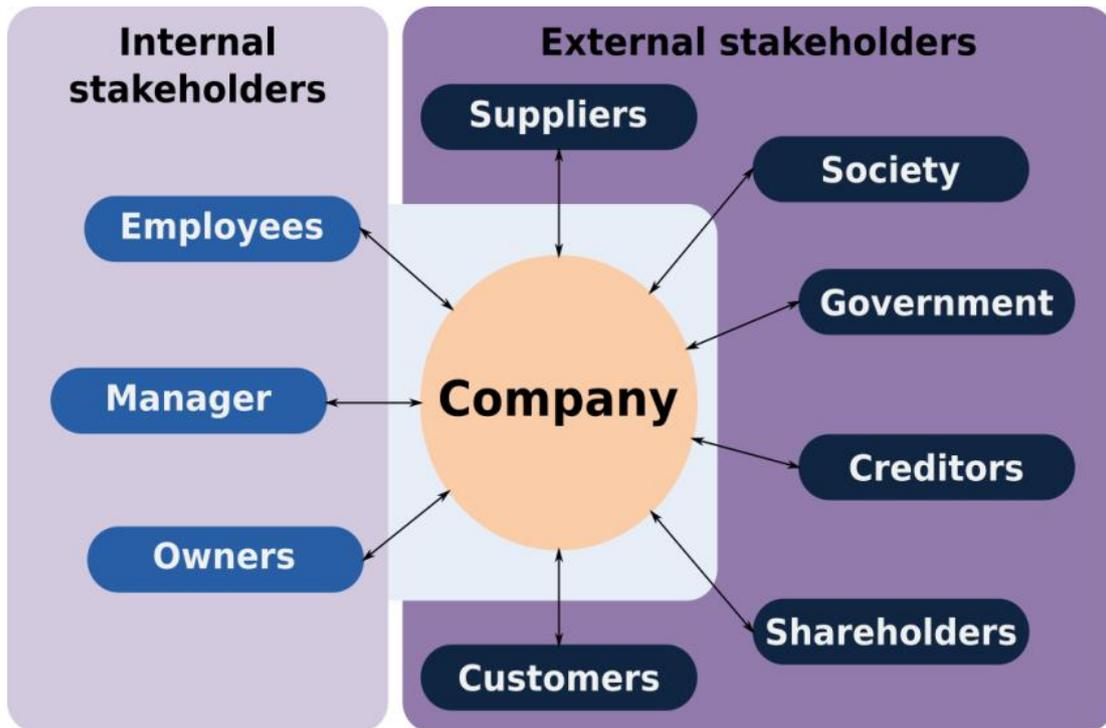 Internal
stakeholders
External stakeholders
Suppliers
Society
Employees
Government
Manager
Company
Creditors
Owners
Shareholders
Customers